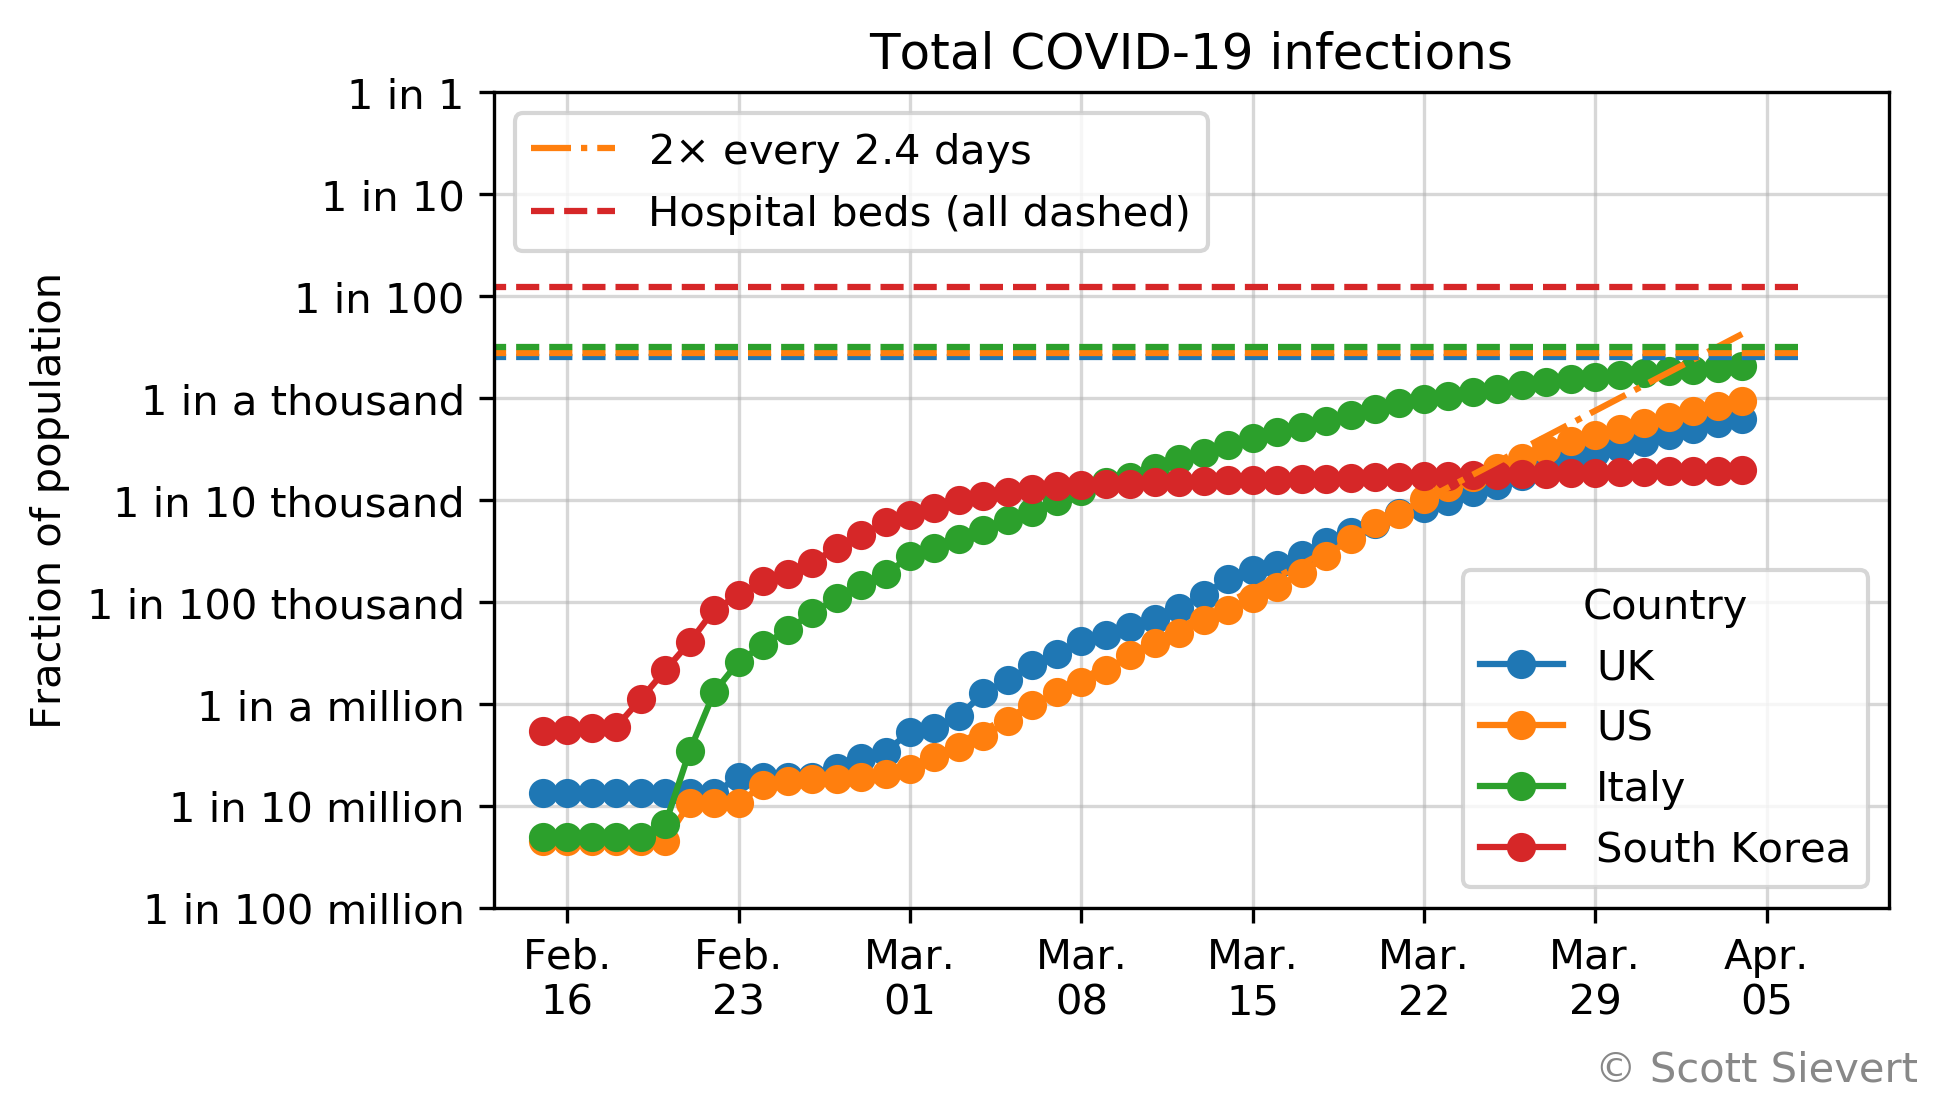 Total COVID-19 infections
1 in 1
1 in 10
1 in 100
1 in a thousand
1 in 10 thousand
1 in 100 thousand
1 in a million
1 in 10 million
1 in 100 million
Fraction of population
2× every 2.4 days
Hospital beds (all dashed)
Country
UK
US
Italy
South Korea
Feb. 16
Feb. 23
Mar. 01
Mar. 08
Mar. 15
Mar. 22
Mar. 29
Apr. 05
© Scott Sievert